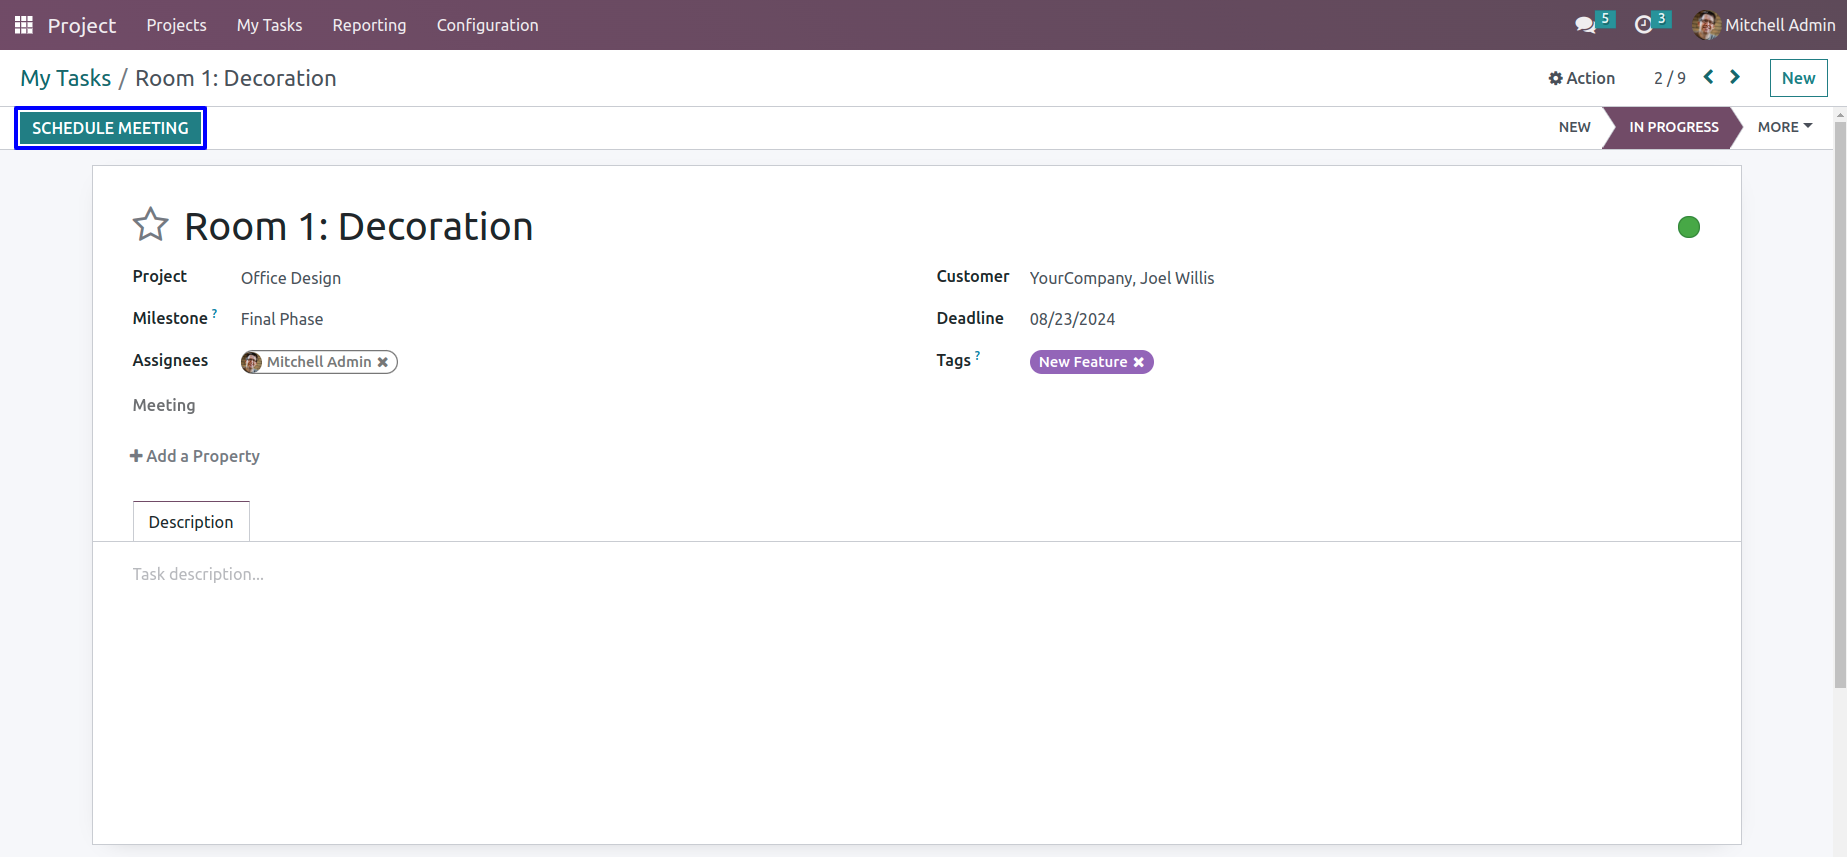 Project Projects My Tasks Reporting Configuration 5 3 Mitchell Admin
My Tasks / Room 1: Decoration Action 2 / 9 New
SCHEDULE MEETING NEW IN PROGRESS MORE
Room 1: Decoration
Project Office Design Customer YourCompany, Joel Willis
Milestone ? Final Phase Deadline 08/23/2024
Assignees Mitchell Admin Tags ? New Feature
Meeting
Add a Property
Description
Task description...